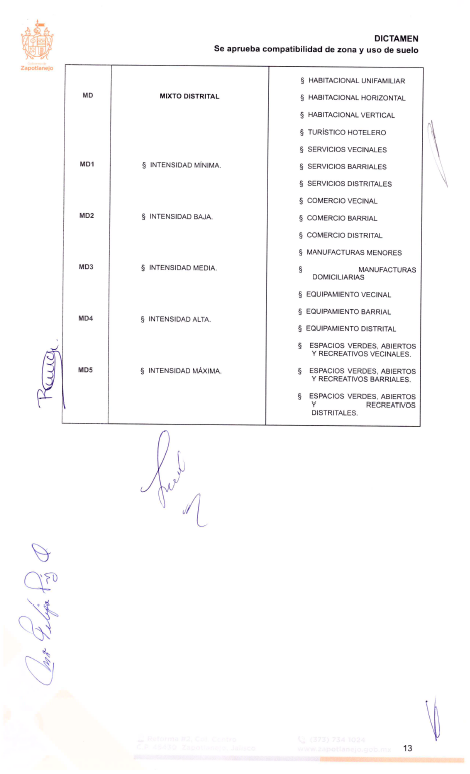 DICTAMEN
Se aprueba compatibilidad de zona y uso de suelo
Zapotlanejo
MD
MIXTO DISTRITAL
§ HABITACIONAL UNIFAMILIAR
§ HABITACIONAL HORIZONTAL
§ HABITACIONAL VERTICAL
§ TURÍSTICO HOTELERO
§ SERVICIOS VECINALES
MD1
§ INTENSIDAD MÍNIMA.
§ SERVICIOS BARRIALES
§ SERVICIOS DISTRITALES
§ COMERCIO VECINAL
MD2
§ INTENSIDAD BAJA.
§ COMERCIO BARRIAL
§ COMERCIO DISTRITAL
§ MANUFACTURAS MENORES
MD3
§ INTENSIDAD MEDIA.
§ MANUFACTURAS
DOMICILIARIAS
§ EQUIPAMIENTO VECINAL
§ EQUIPAMIENTO BARRIAL
MD4
§ INTENSIDAD ALTA.
§ EQUIPAMIENTO DISTRITAL
§ ESPACIOS VERDES, ABIERTOS
Y RECREATIVOS VECINALES.
MD5
§ INTENSIDAD MÁXIMA.
§ ESPACIOS VERDES, ABIERTOS
Y RECREATIVOS BARRIALES.
§ ESPACIOS VERDES, ABIERTOS
Y RECREATIVOS
DISTRITALES.
13